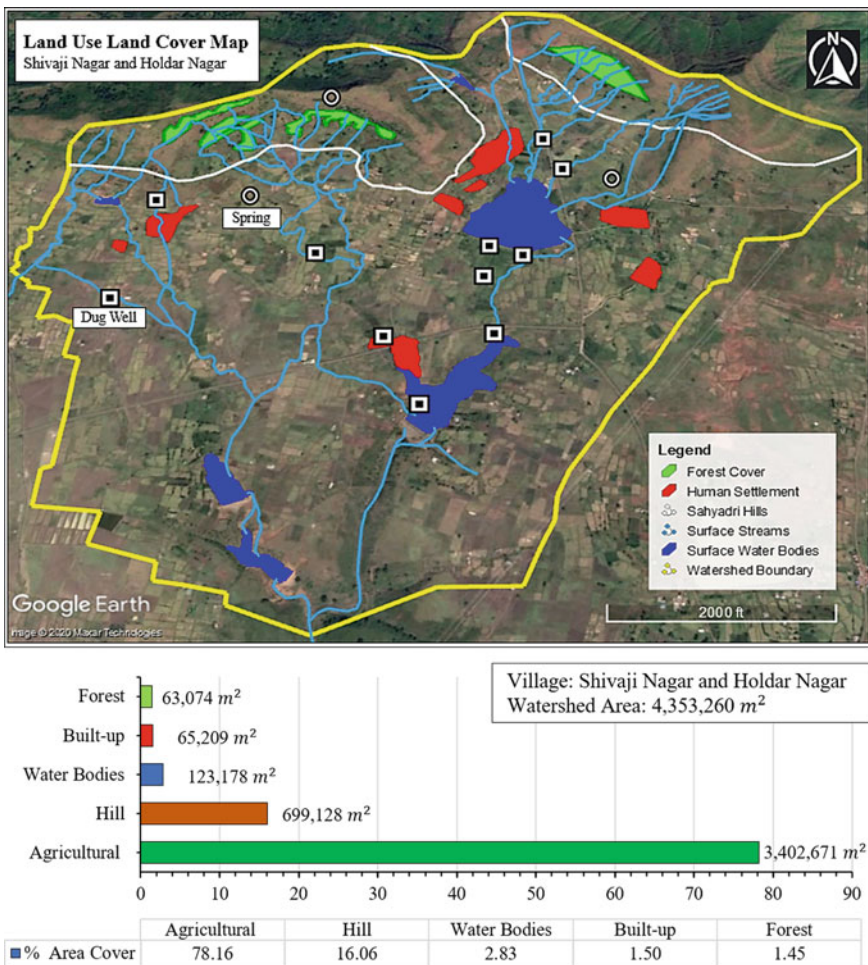 Land Use Land Cover Map
Shivaji Nagar and Holdar Nagar
N
Spring
Dug Well
Legend
Forest Cover
Human Settlement
Sahyadri Hills
Surface Streams
Surface Water Bodies
Watershed Boundary
Google Earth
2000 ft
Image © 2020 Maxar Technologies
Village: Shivaji Nagar and Holdar Nagar
Watershed Area: 4,353,260 m²
Forest 63,074 m²
Built-up 65,209 m²
Water Bodies 123,178 m²
Hill 699,128 m²
Agricultural 3,402,671 m²
0 10 20 30 40 50 60 70 80 90
Agricultural Hill Water Bodies Built-up Forest
% Area Cover 78.16 16.06 2.83 1.50 1.45